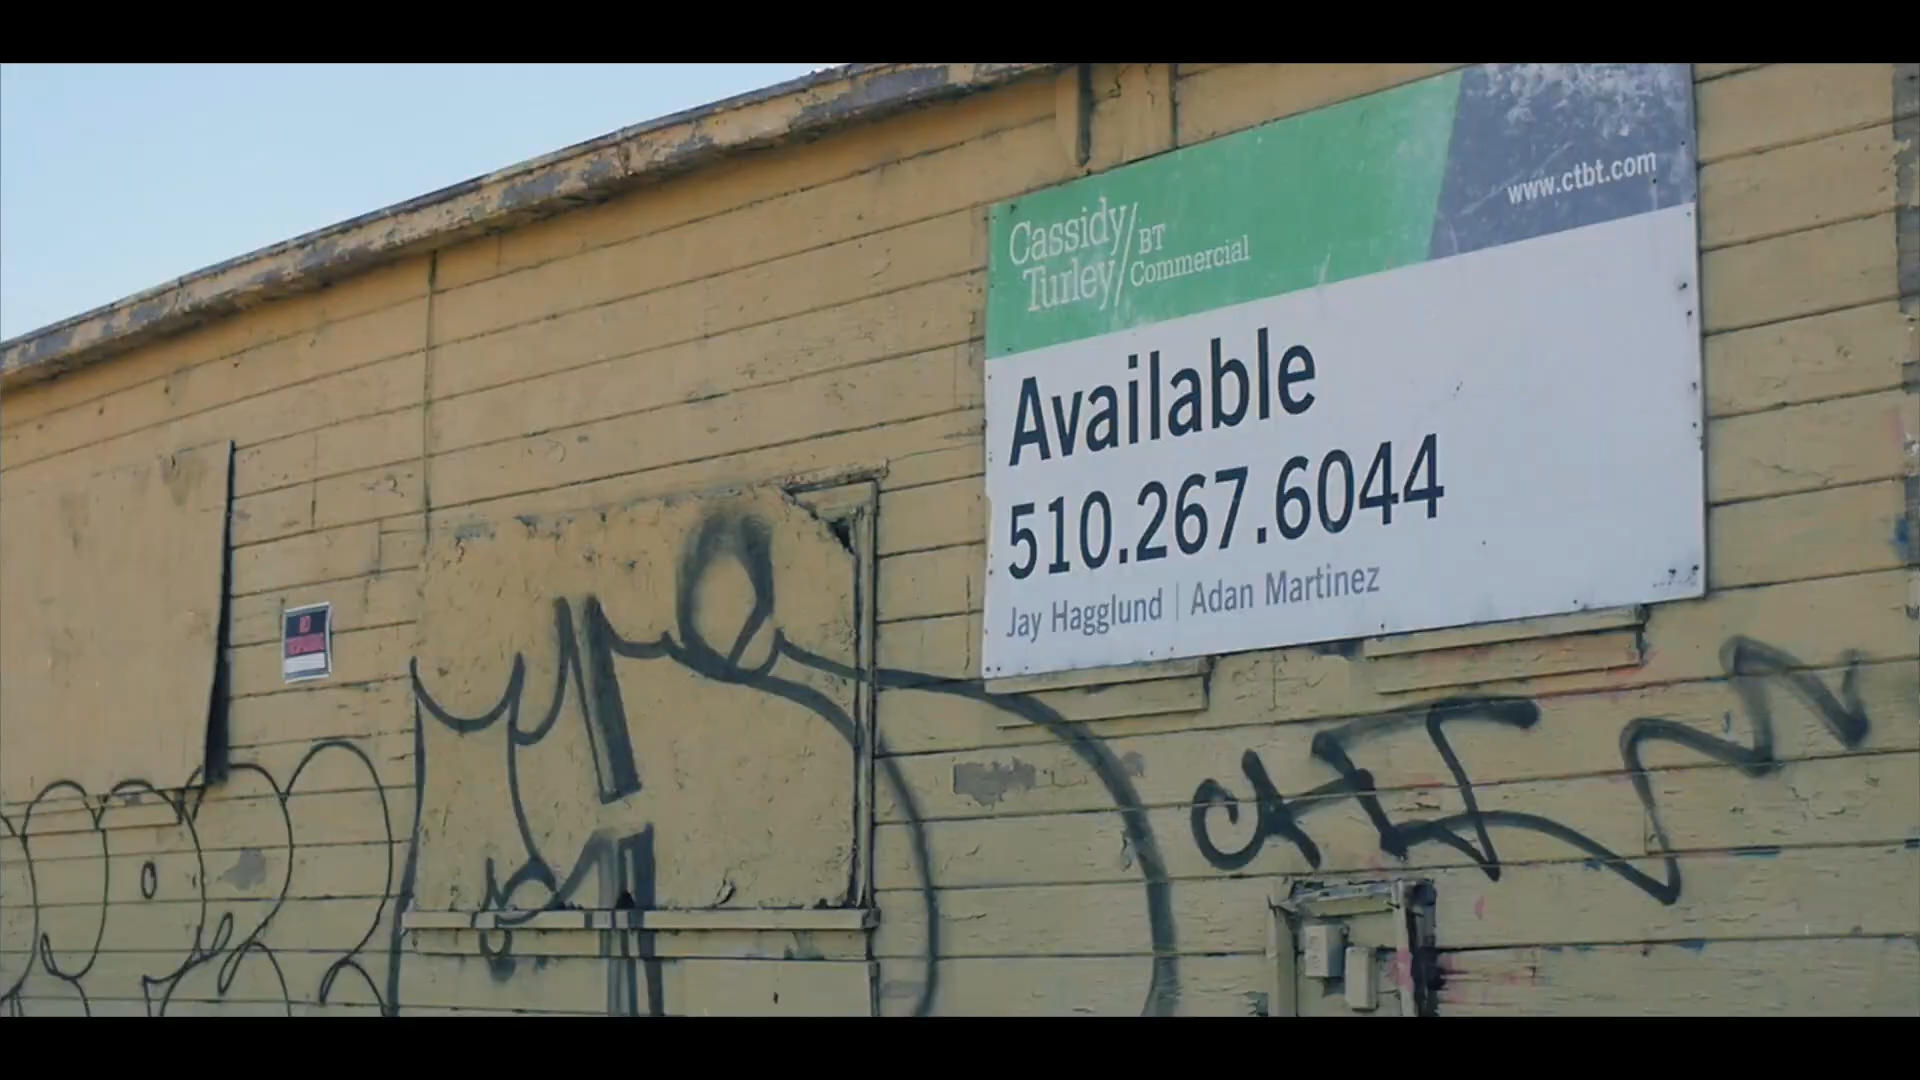 www.ctbt.com
Cassidy/
Turley/
BT
Commercial
Available
510.267.6044
Jay Hagglund | Adan Martinez